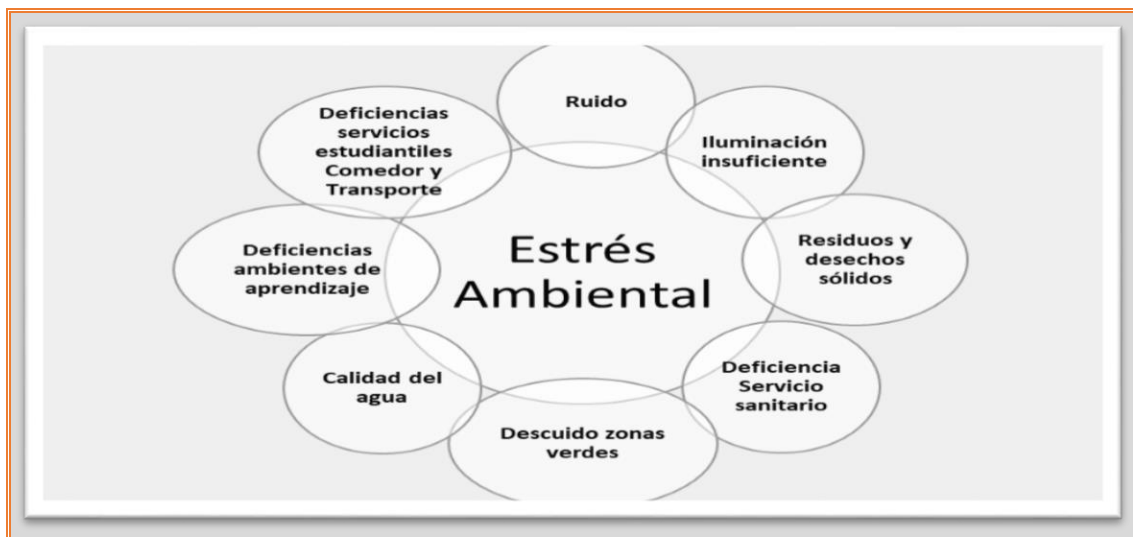 Ruido
Iluminación
insuficiente
Residuos y
desechos
sólidos
Deficiencia
Servicio
sanitario
Descuido zonas
verdes
Calidad del
agua
Deficiencias
ambientes de
aprendizaje
Deficiencias
servicios
estudiantiles
Comedor y
Transporte
Estrés
Ambiental